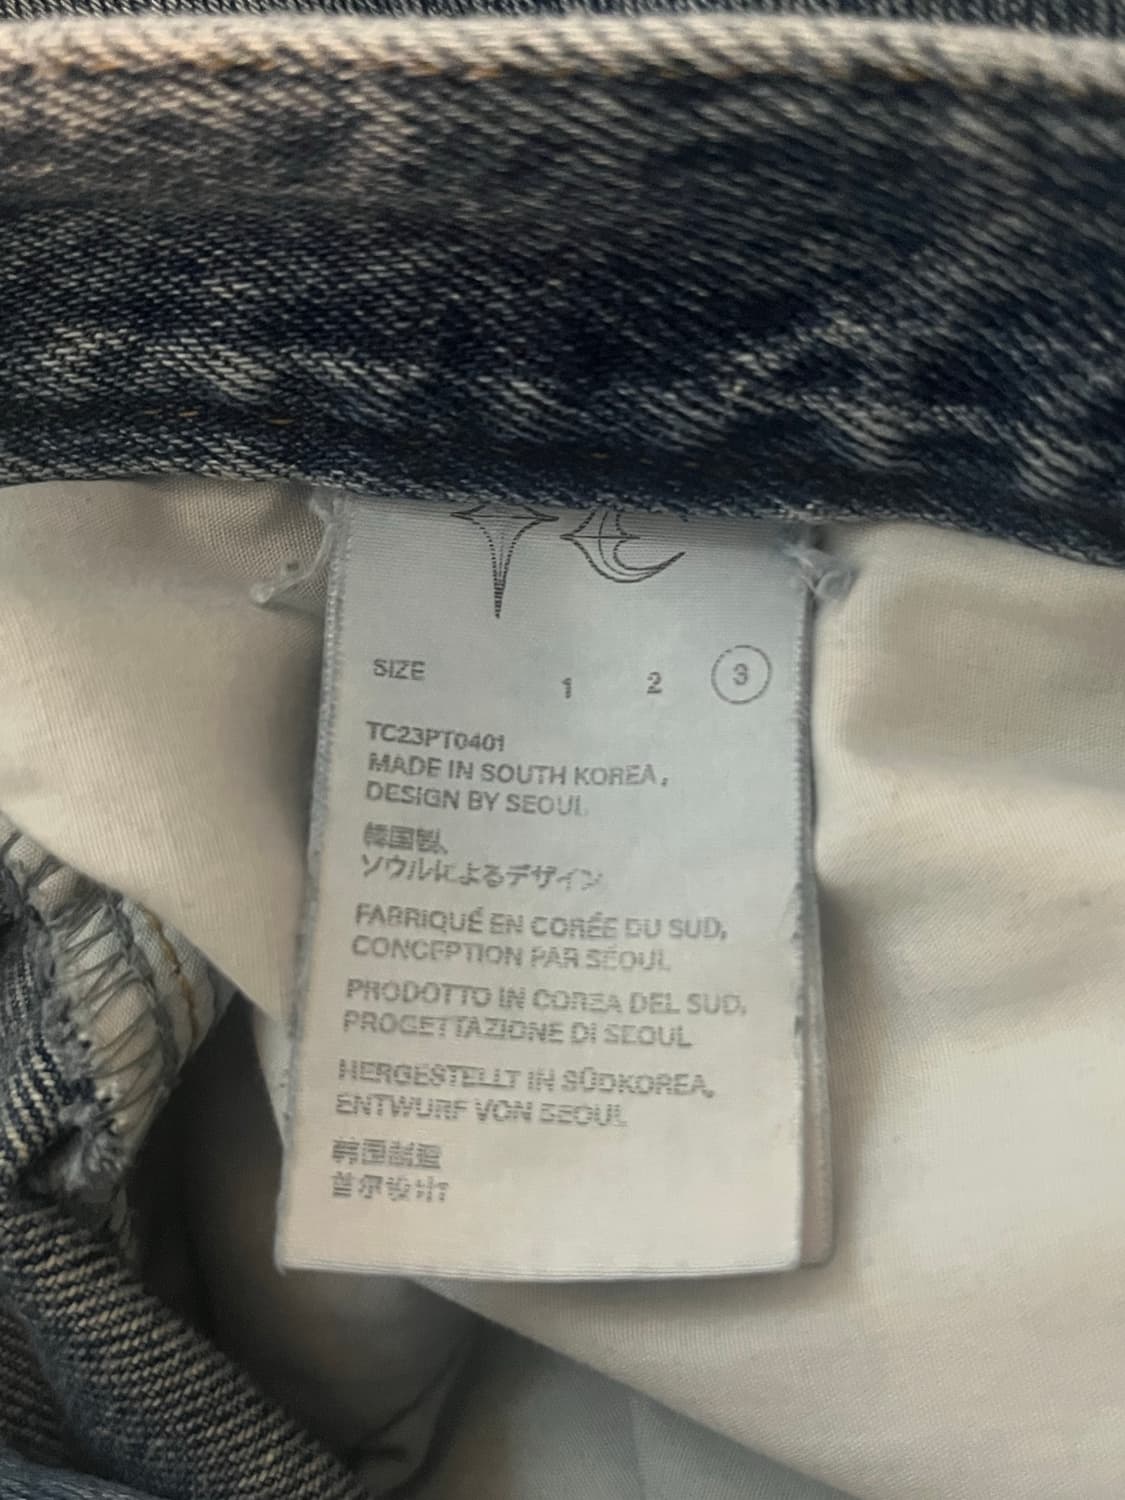 SIZE 1 2 3
TC23PT0401
MADE IN SOUTH KOREA,
DESIGN BY SEOUL
韓国製、
ソウルによるデザイン
FABRIQUÉ EN CORÉE DU SUD,
CONCEPTION PAR SÉOUL
PRODOTTO IN COREA DEL SUD,
PROGETTAZIONE DI SEOUL
HERGESTELLT IN SÜDKOREA,
ENTWURF VON SEOUL
韩国制造
首尔设计